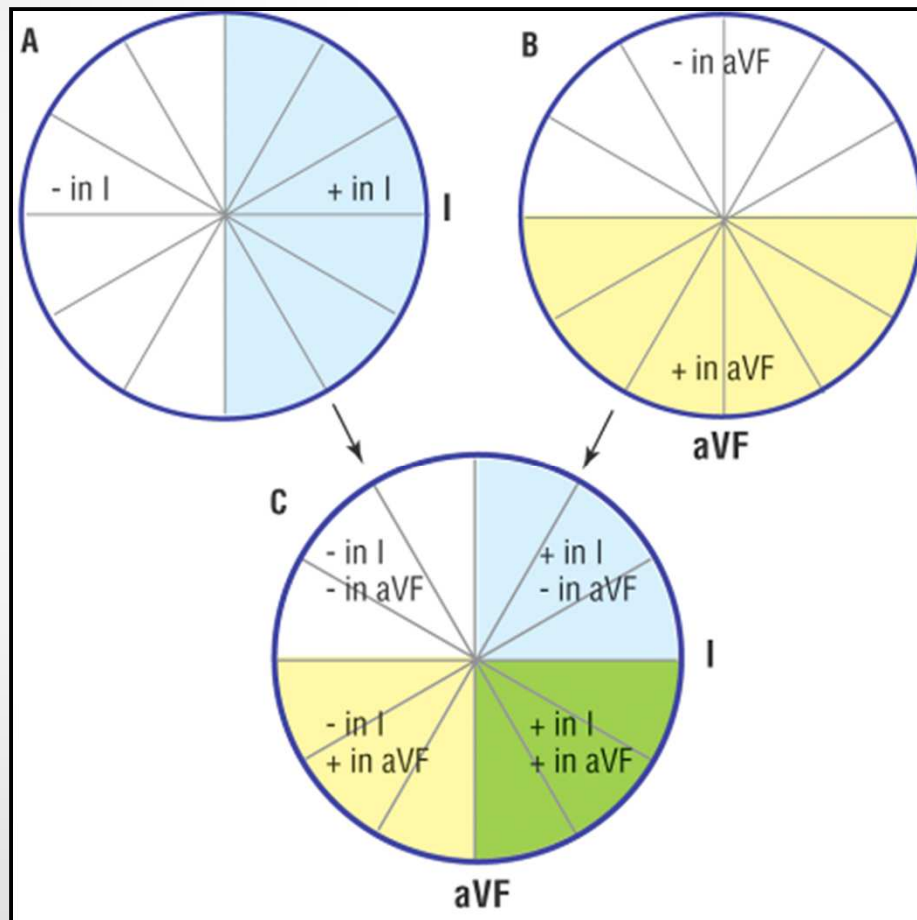 A
- in I
+ in I
I
B
- in aVF
+ in aVF
aVF
C
- in I
- in aVF
+ in I
- in aVF
I
- in I
+ in aVF
+ in I
+ in aVF
aVF